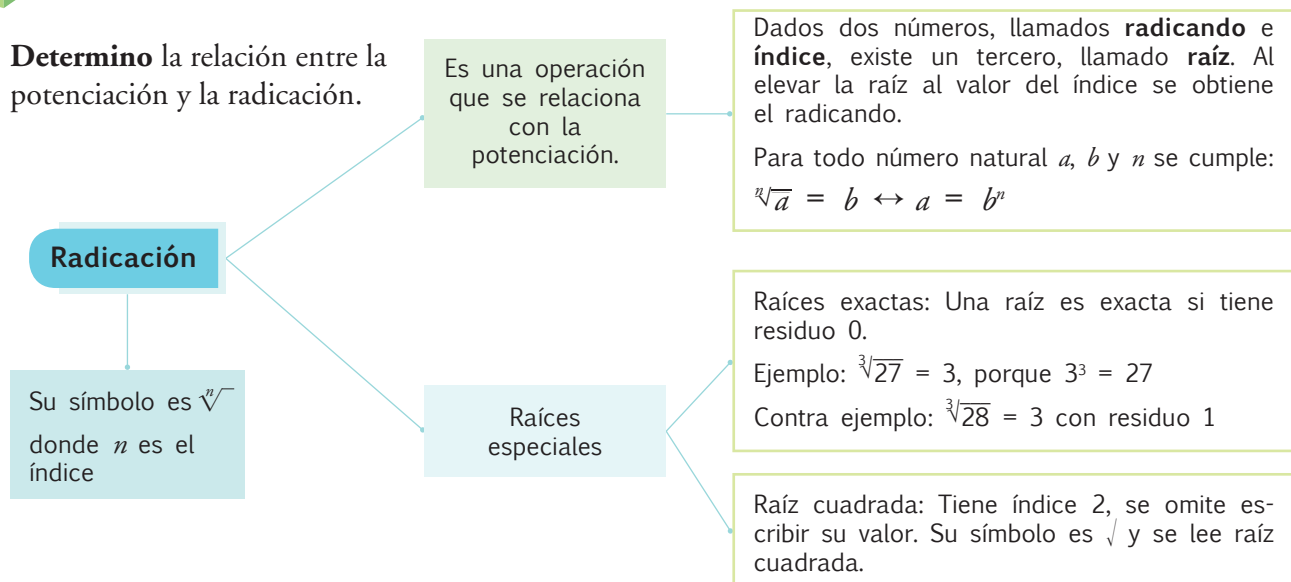 Determino la relación entre la
potenciación y la radicación.
Radicación
Su símbolo es ⁿ√
donde n es el
índice
Es una operación
que se relaciona
con la
potenciación.
Dados dos números, llamados radicando e
índice, existe un tercero, llamado raíz. Al
elevar la raíz al valor del índice se obtiene
el radicando.
Para todo número natural a, b y n se cumple:
ⁿ√a = b ↔ a = bⁿ
Raíces
especiales
Raíces exactas: Una raíz es exacta si tiene
residuo 0.
Ejemplo: ³√27 = 3, porque 3³ = 27
Contra ejemplo: ³√28 = 3 con residuo 1
Raíz cuadrada: Tiene índice 2, se omite es-
cribir su valor. Su símbolo es √ y se lee raíz
cuadrada.